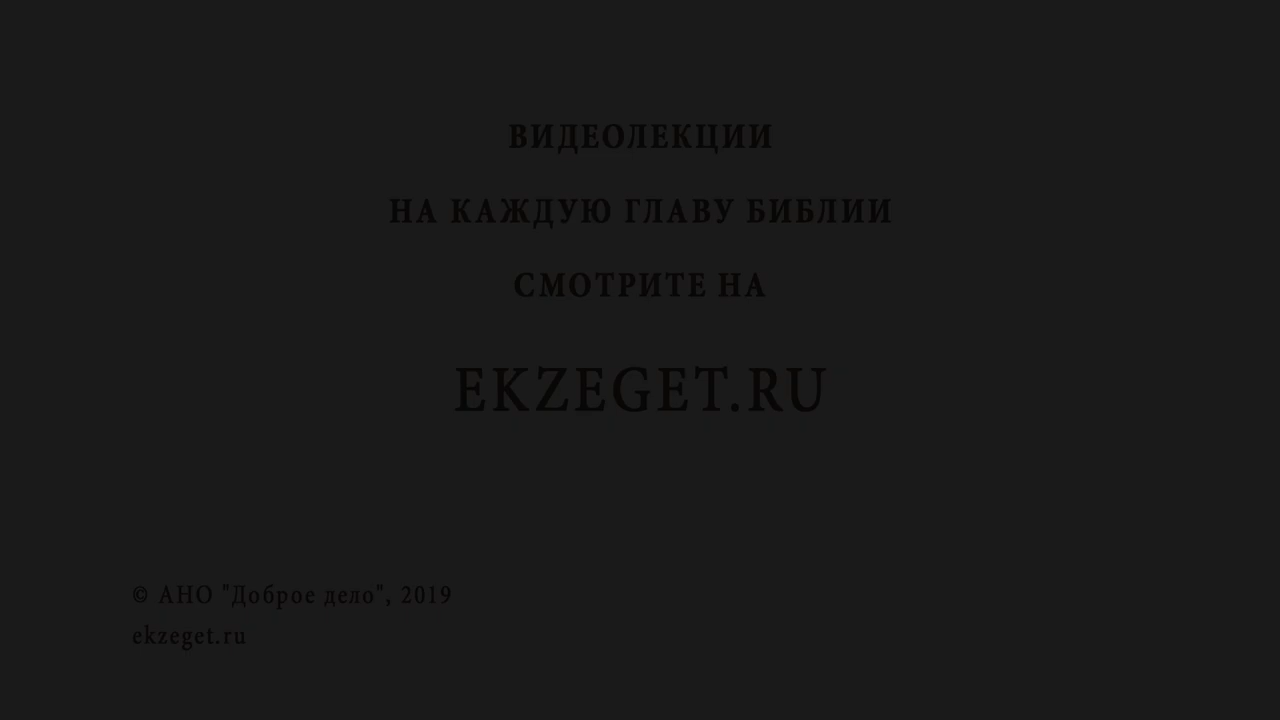 ВИДЕОЛЕКЦИИ
НА КАЖДУЮ ГЛАВУ БИБЛИИ
СМОТРИТЕ НА
EKZEGET.RU
© АНО "Доброе дело", 2019
ekzeget.ru